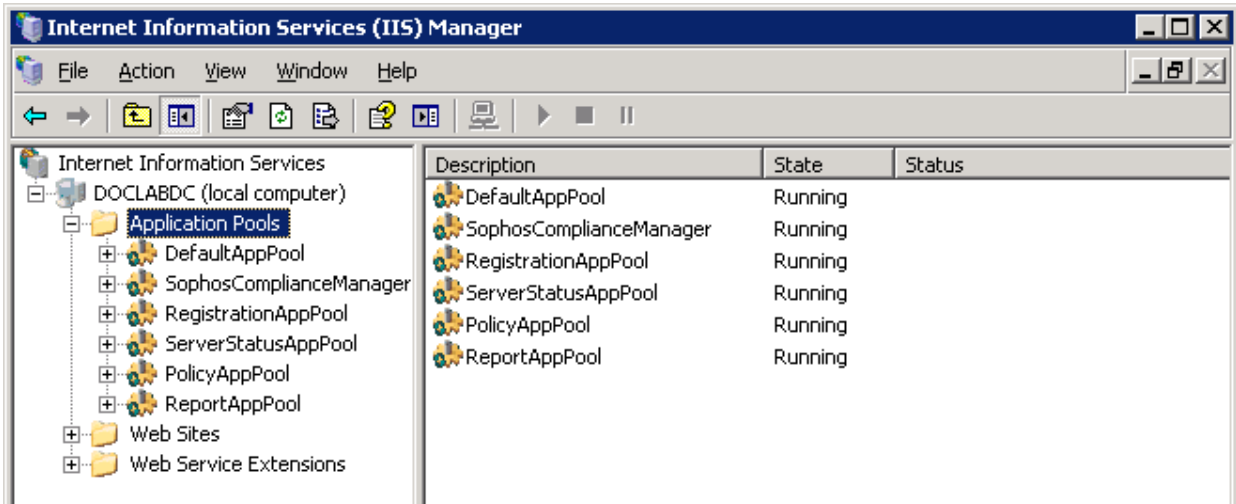 Internet Information Services (IIS) Manager
File Action View Window Help
Internet Information Services
DOCLABDC (local computer)
Application Pools
DefaultAppPool
SophosComplianceManager
RegistrationAppPool
ServerStatusAppPool
PolicyAppPool
ReportAppPool
Web Sites
Web Service Extensions
Description State Status
DefaultAppPool Running
SophosComplianceManager Running
RegistrationAppPool Running
ServerStatusAppPool Running
PolicyAppPool Running
ReportAppPool Running